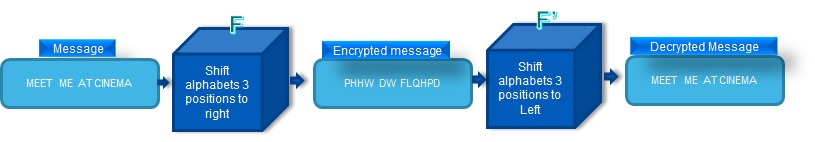 Message
MEET ME AT CINEMA
F
Shift
alphabets 3
positions to
right
Encrypted message
PHHW DW FLQHPD
F'
Shift
alphabets 3
positions to
Left
Decrypted Message
MEET ME AT CINEMA